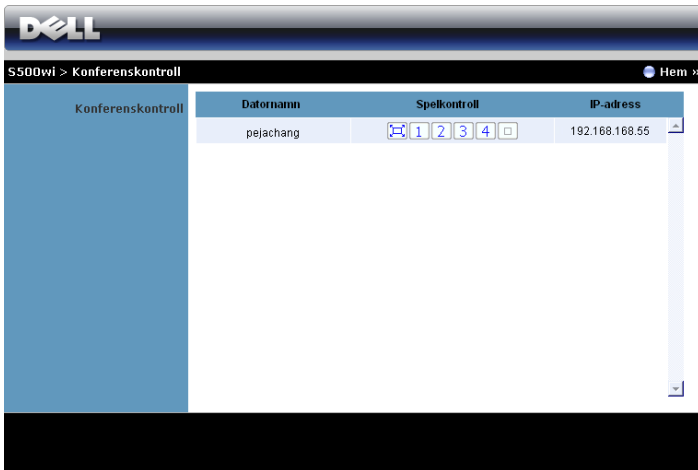 DELL
S500wi > Konferenskontroll
Hem »
Konferenskontroll
Datornamn Spelkontroll IP-adress
pejachang 1 2 3 4 192.168.168.55